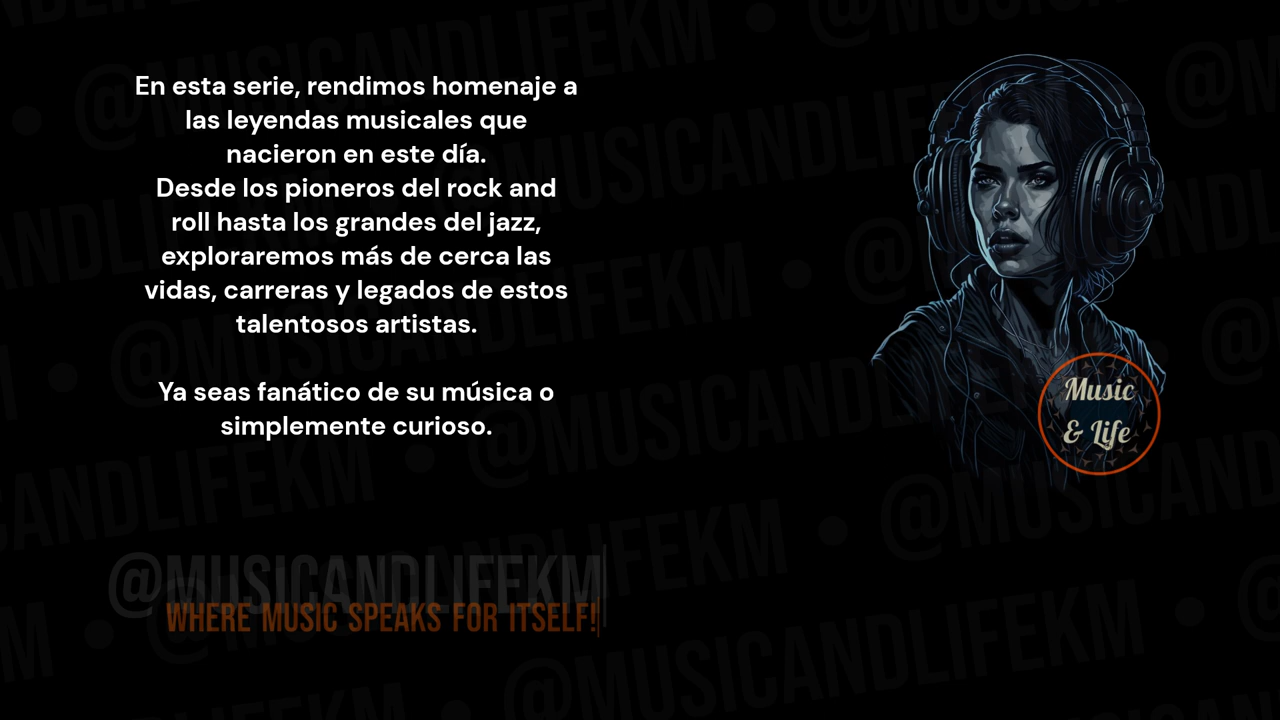 En esta serie, rendimos homenaje a
las leyendas musicales que
nacieron en este día.
Desde los pioneros del rock and
roll hasta los grandes del jazz,
exploraremos más de cerca las
vidas, carreras y legados de estos
talentosos artistas.
Ya seas fanático de su música o
simplemente curioso.
Music
& Life
@MUSICANDLIFEKM
WHERE MUSIC SPEAKS FOR ITSELF!